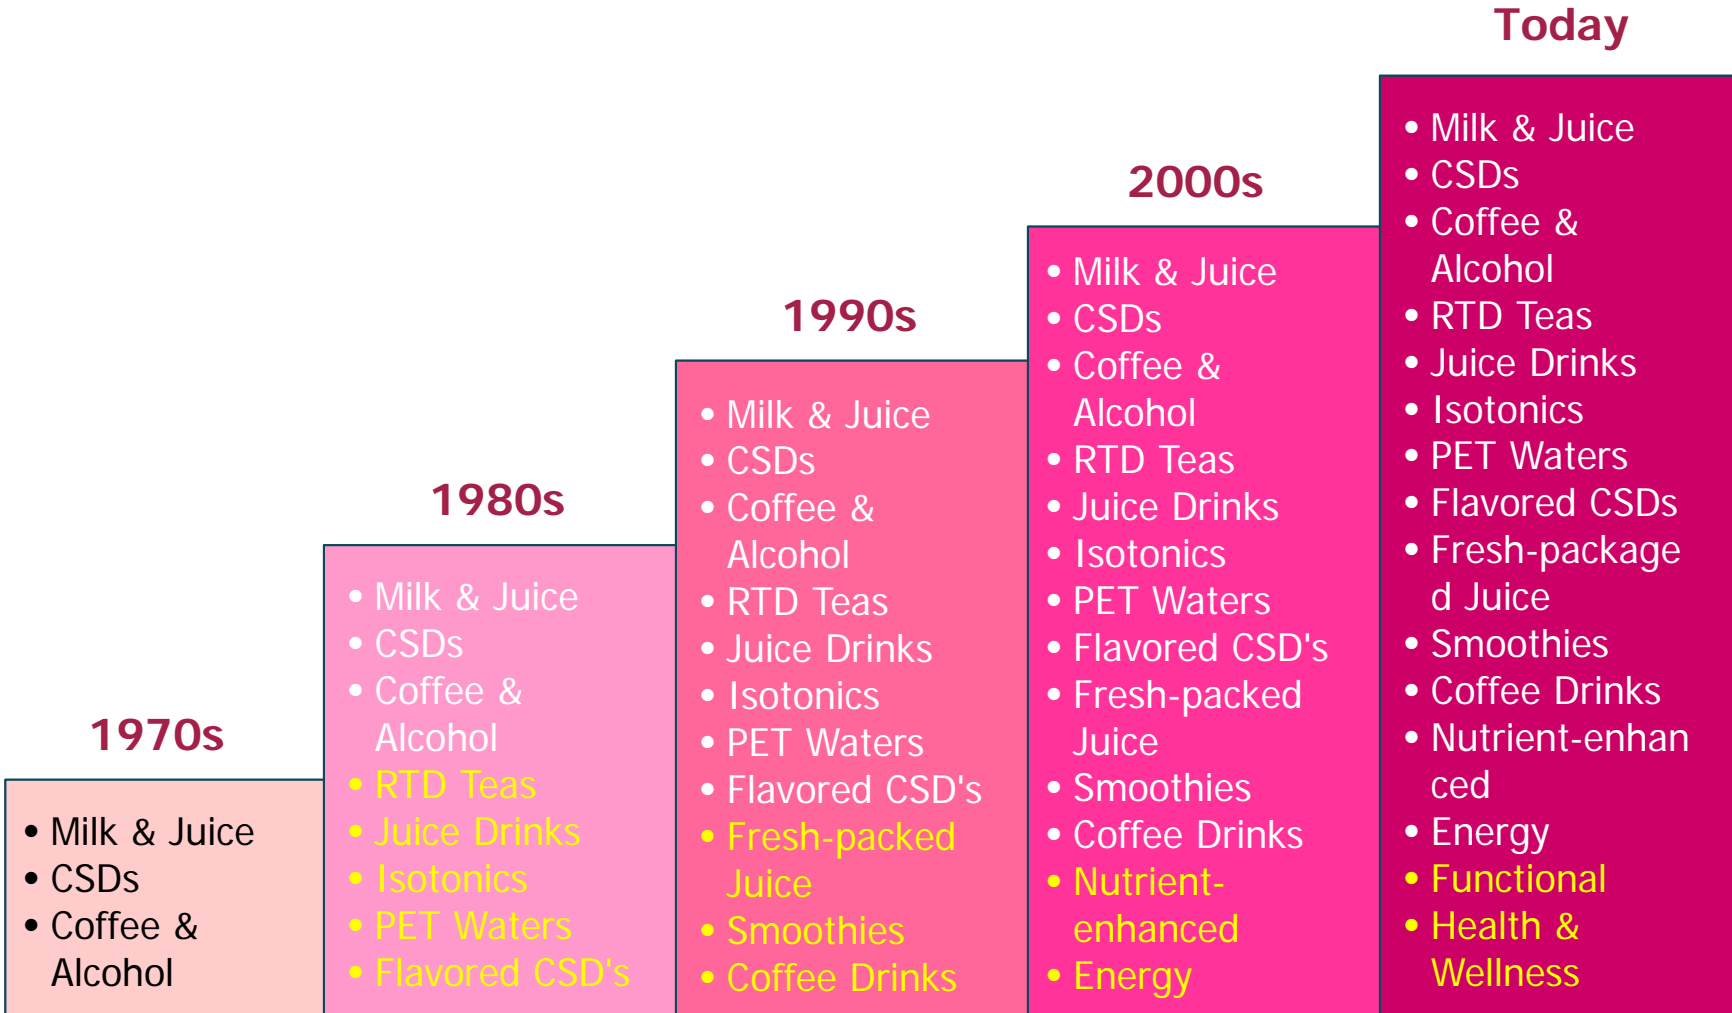 1970s
• Milk & Juice
• CSDs
• Coffee &
Alcohol
1980s
• Milk & Juice
• CSDs
• Coffee &
Alcohol
• RTD Teas
• Juice Drinks
• Isotonics
• PET Waters
• Flavored CSD's
1990s
• Milk & Juice
• CSDs
• Coffee &
Alcohol
• RTD Teas
• Juice Drinks
• Isotonics
• PET Waters
• Flavored CSD's
• Fresh-packed
Juice
• Smoothies
• Coffee Drinks
2000s
• Milk & Juice
• CSDs
• Coffee &
Alcohol
• RTD Teas
• Juice Drinks
• Isotonics
• PET Waters
• Flavored CSD's
• Fresh-packed
Juice
• Smoothies
• Coffee Drinks
• Nutrient-
enhanced
• Energy
Today
• Milk & Juice
• CSDs
• Coffee &
Alcohol
• RTD Teas
• Juice Drinks
• Isotonics
• PET Waters
• Flavored CSDs
• Fresh-package
d Juice
• Smoothies
• Coffee Drinks
• Nutrient-enhan
ced
• Energy
• Functional
• Health &
Wellness